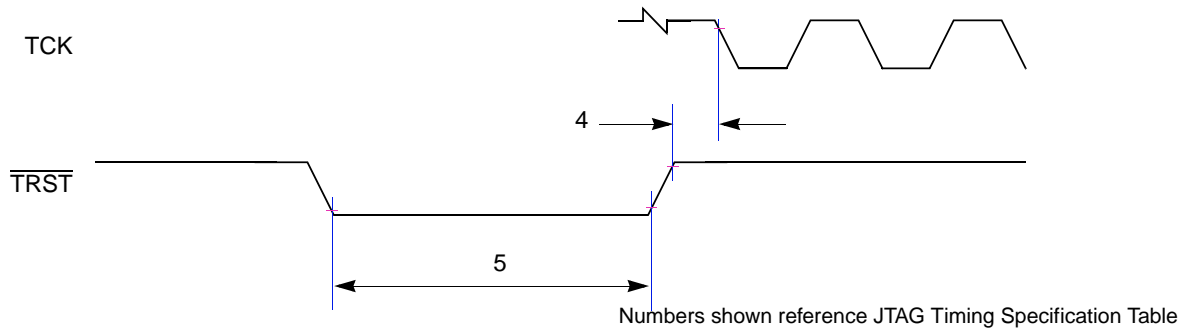 TCK
4
TRST
5
Numbers shown reference JTAG Timing Specification Table